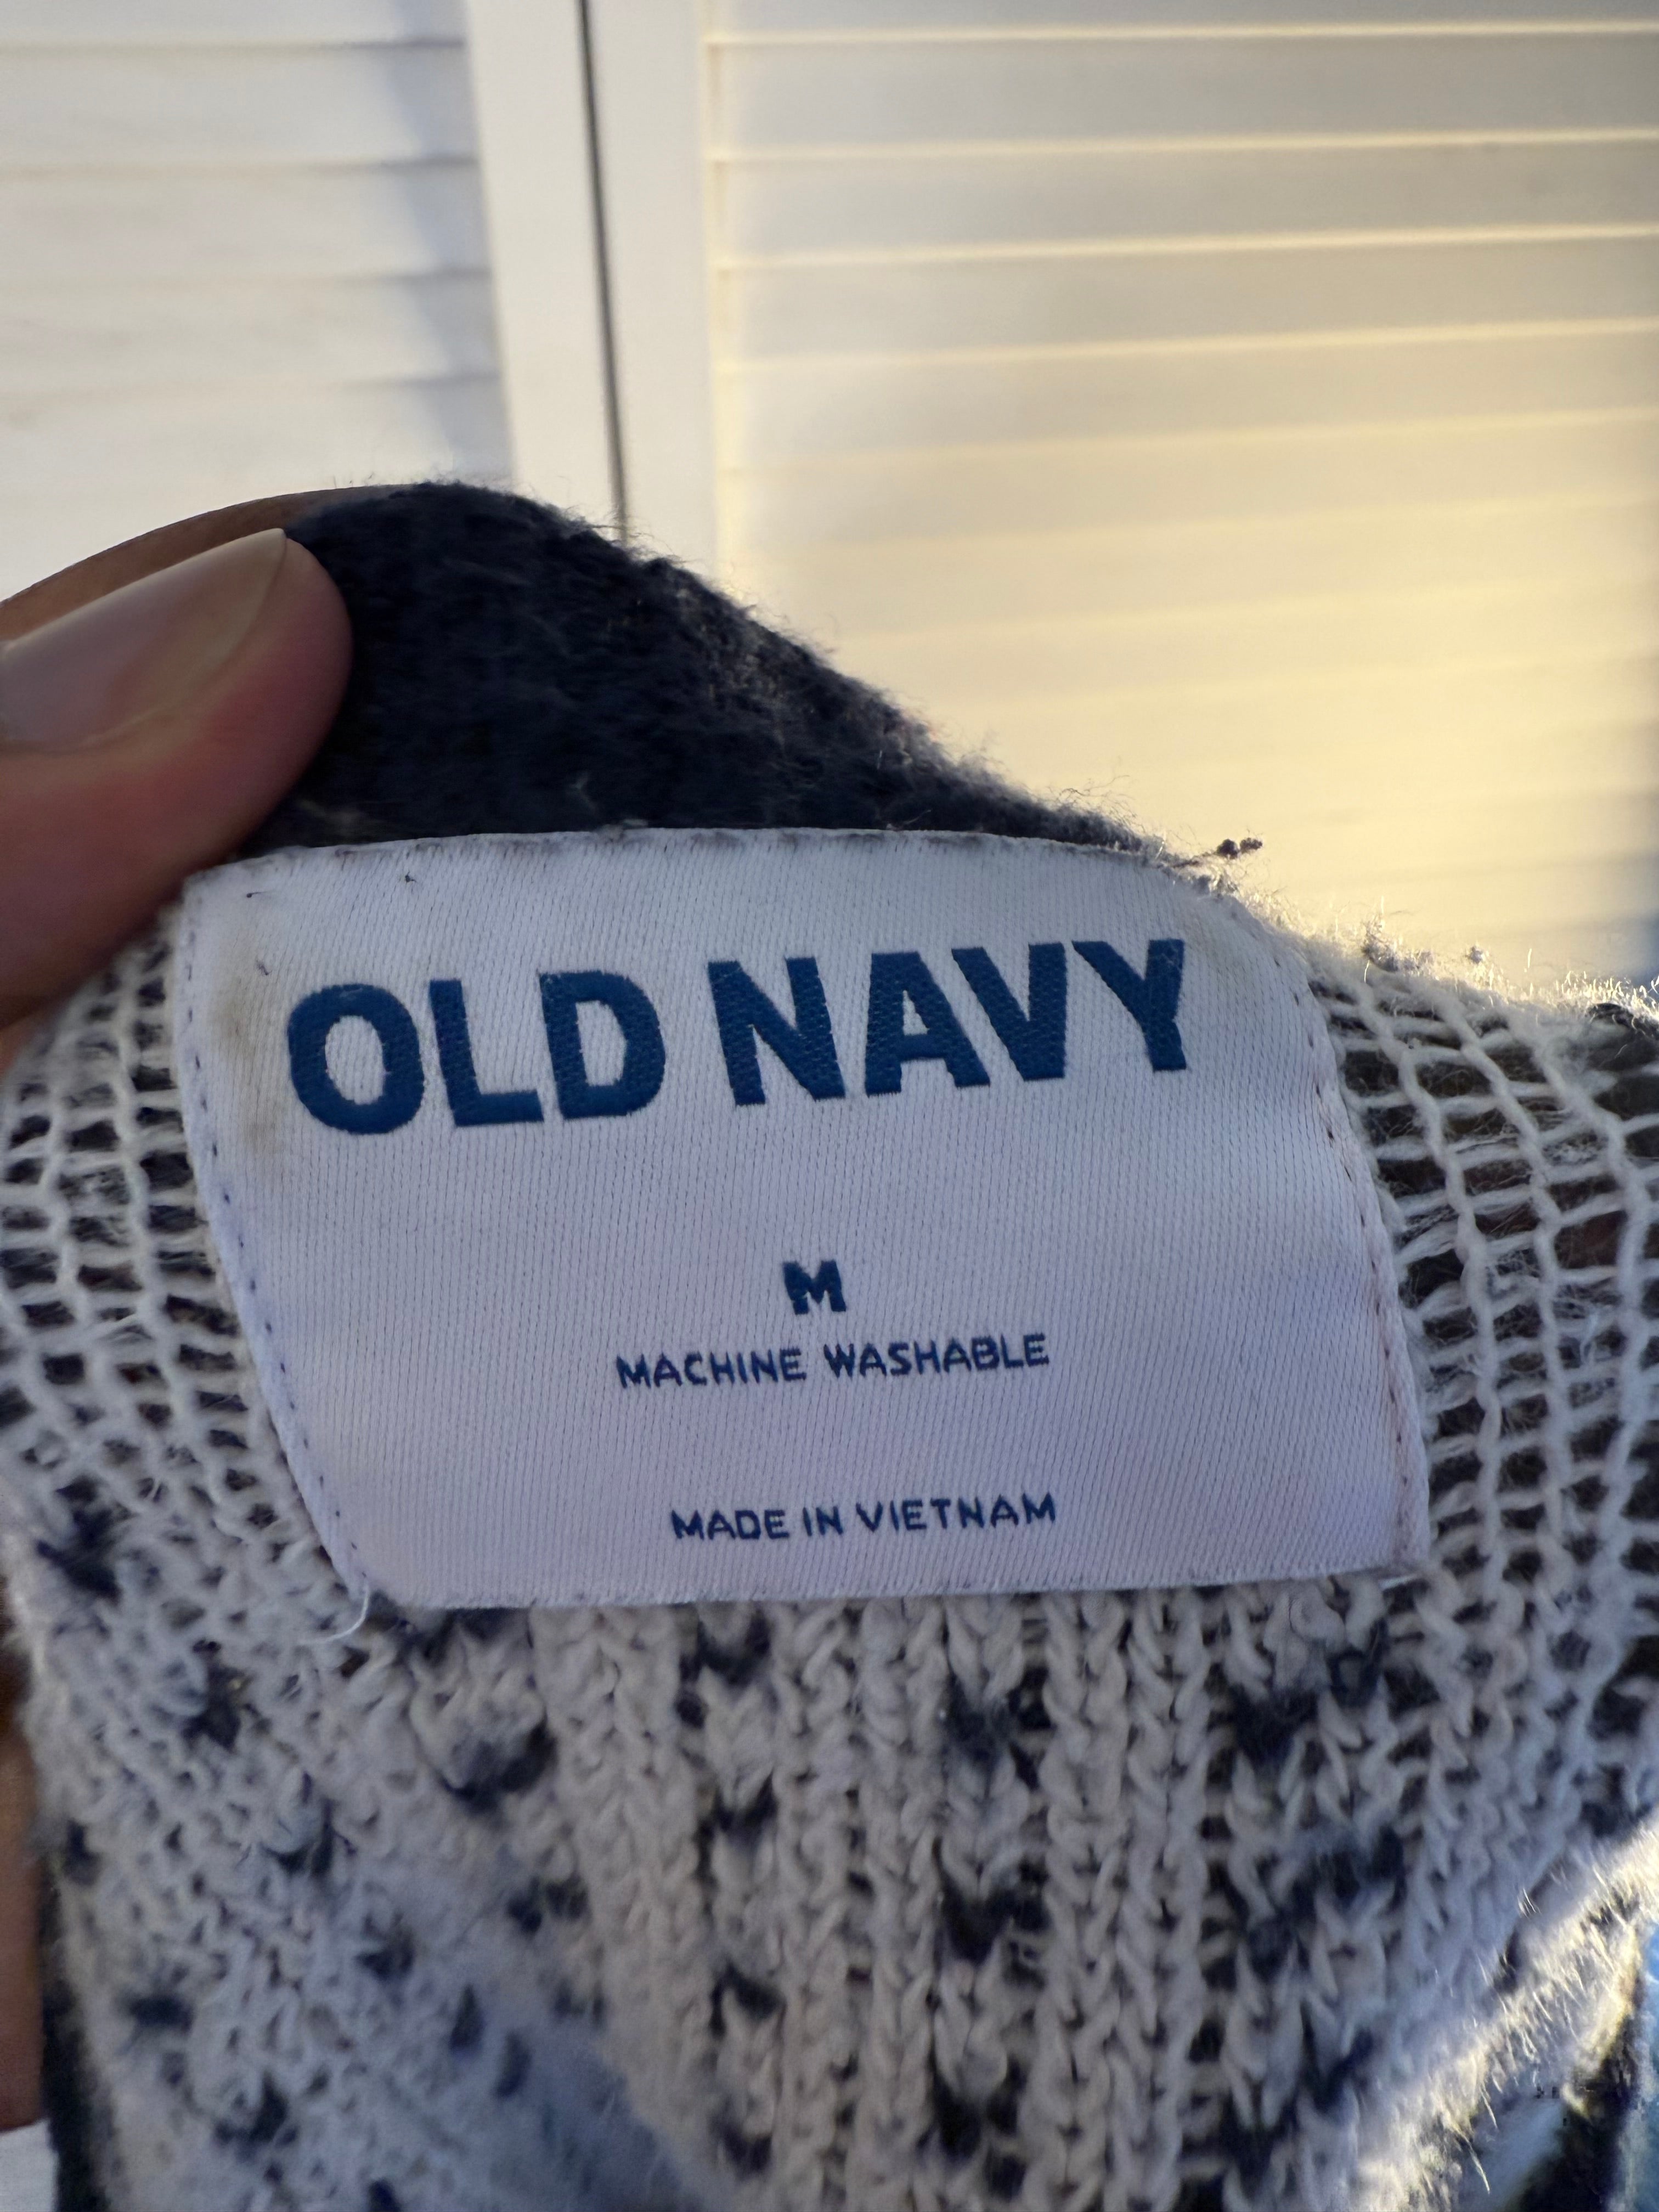 OLD NAVY
M
MACHINE WASHABLE
MADE IN VIETNAM